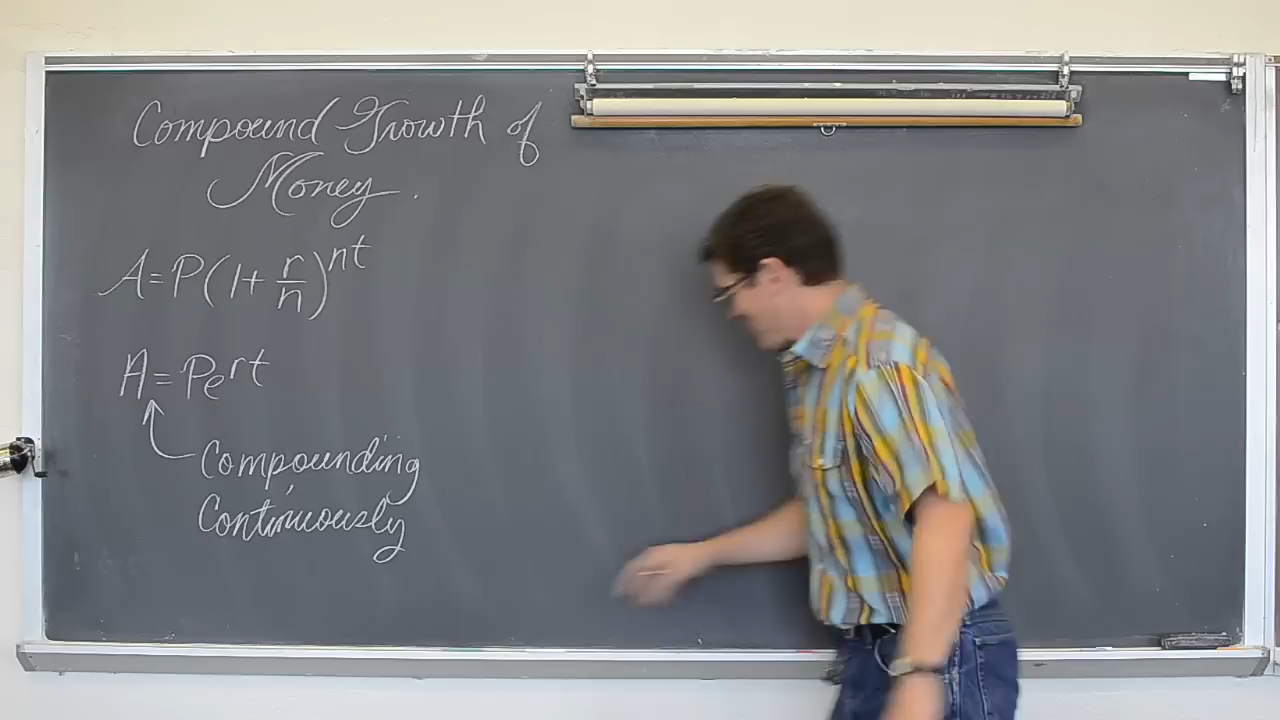 Compound Growth of
Money.
A=P(1+r/n)^nt
A=Pe^rt
Compounding
Continuously